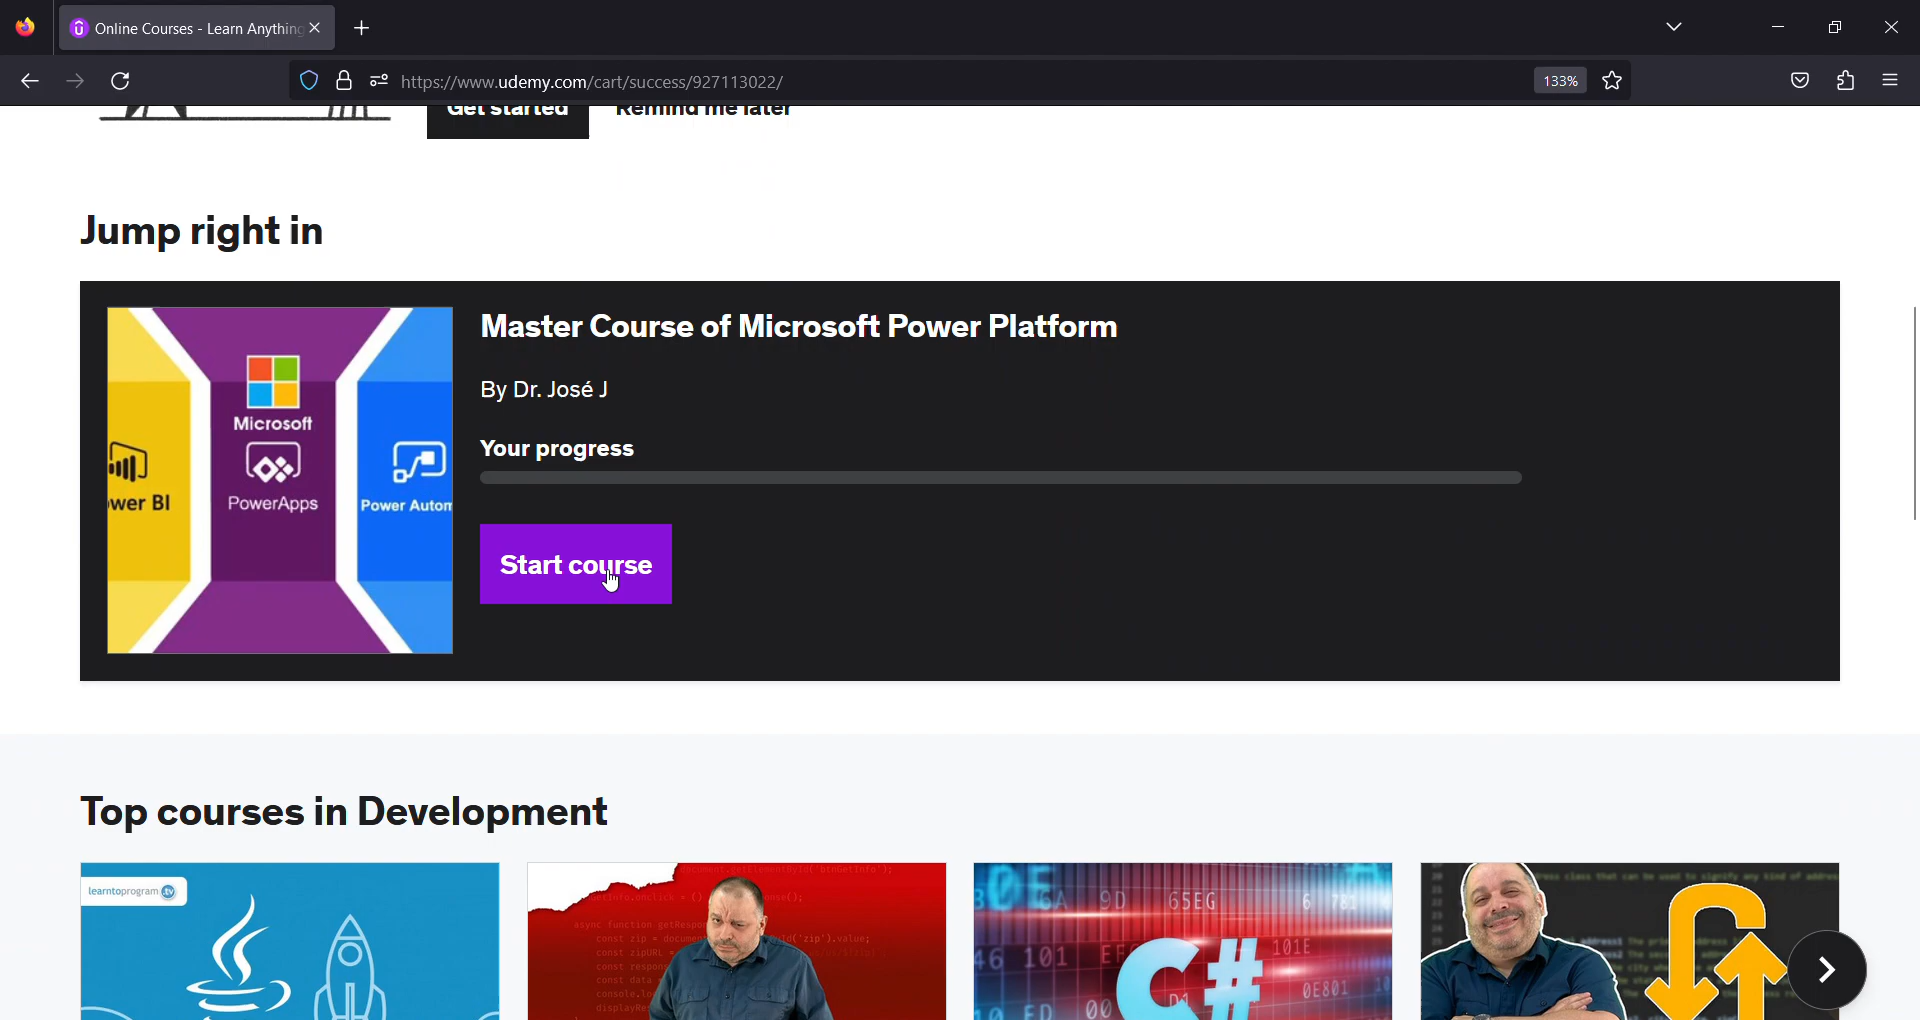 Online Courses - Learn Anything
https://www.udemy.com/cart/success/927113022/
133%
Get started
Remind me later
Jump right in
Microsoft
PowerApps
wer BI
Power Autom
Master Course of Microsoft Power Platform
By Dr. José J
Your progress
Start course
Top courses in Development
learntoprogram tv
C#